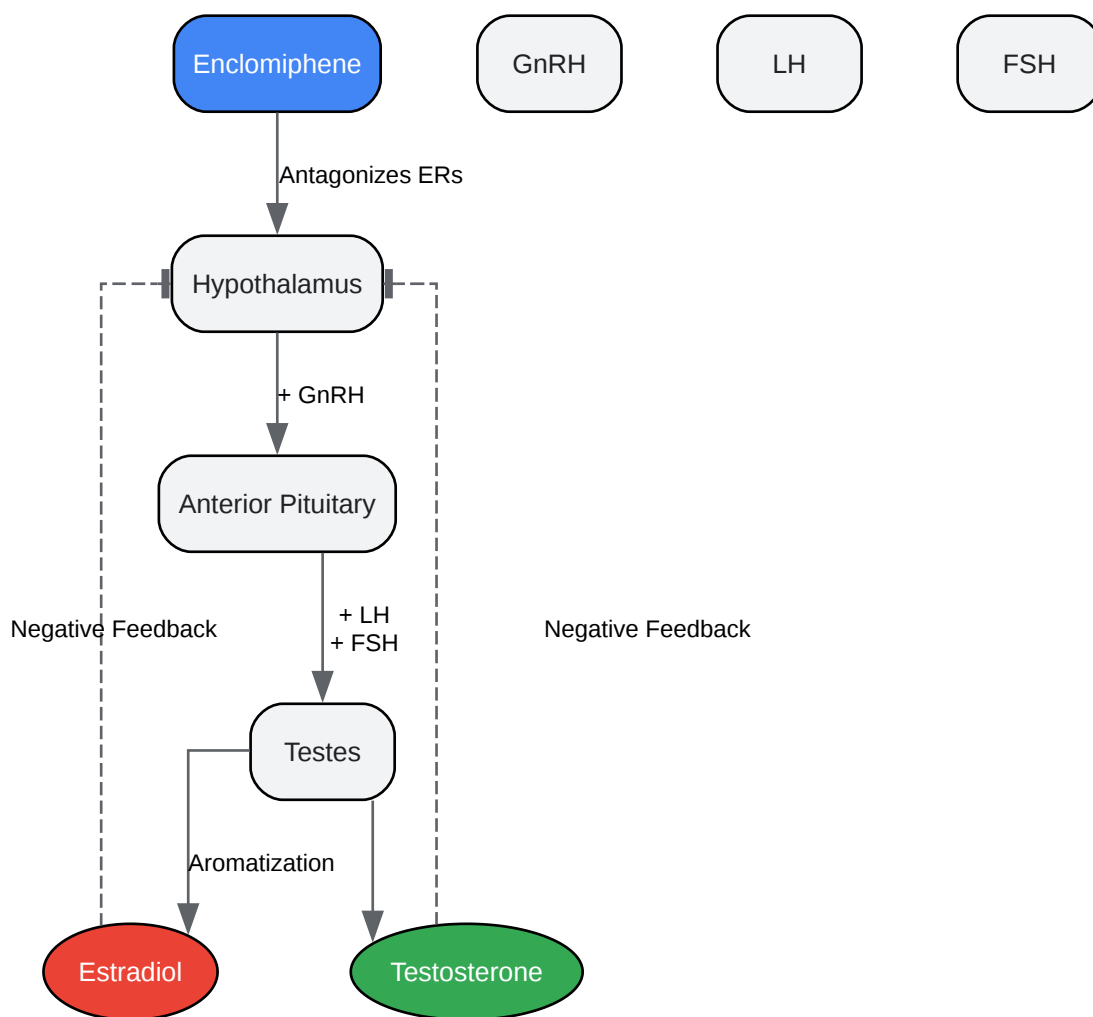 Enclomiphene
GnRH
LH
FSH
Antagonizes ERs
Hypothalamus
+ GnRH
Anterior Pituitary
+ LH
+ FSH
Negative Feedback
Negative Feedback
Testes
Aromatization
Estradiol
Testosterone